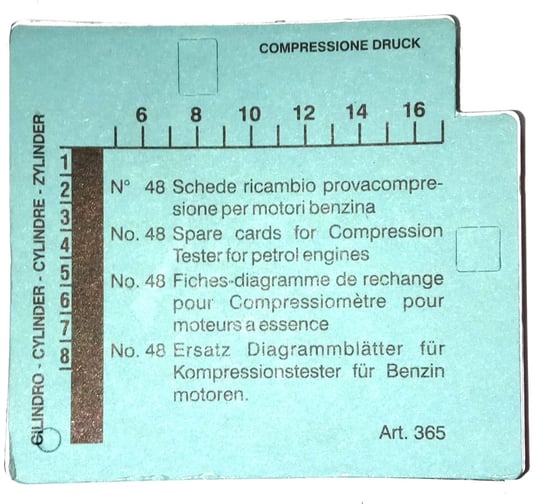 COMPRESSIONE DRUCK
6 8 10 12 14 16
CILINDRO - CYLINDER - CYLINDRE - ZYLINDER
1
2
3
4
5
6
7
8
N° 48 Schede ricambio provacompre-
sione per motori benzina
No. 48 Spare cards for Compression
Tester for petrol engines
No. 48 Fiches-diagramme de rechange
pour Compressiomètre pour
moteurs a essence
No. 48 Ersatz Diagrammblätter für
Kompressionstester für Benzin
motoren.
Art. 365